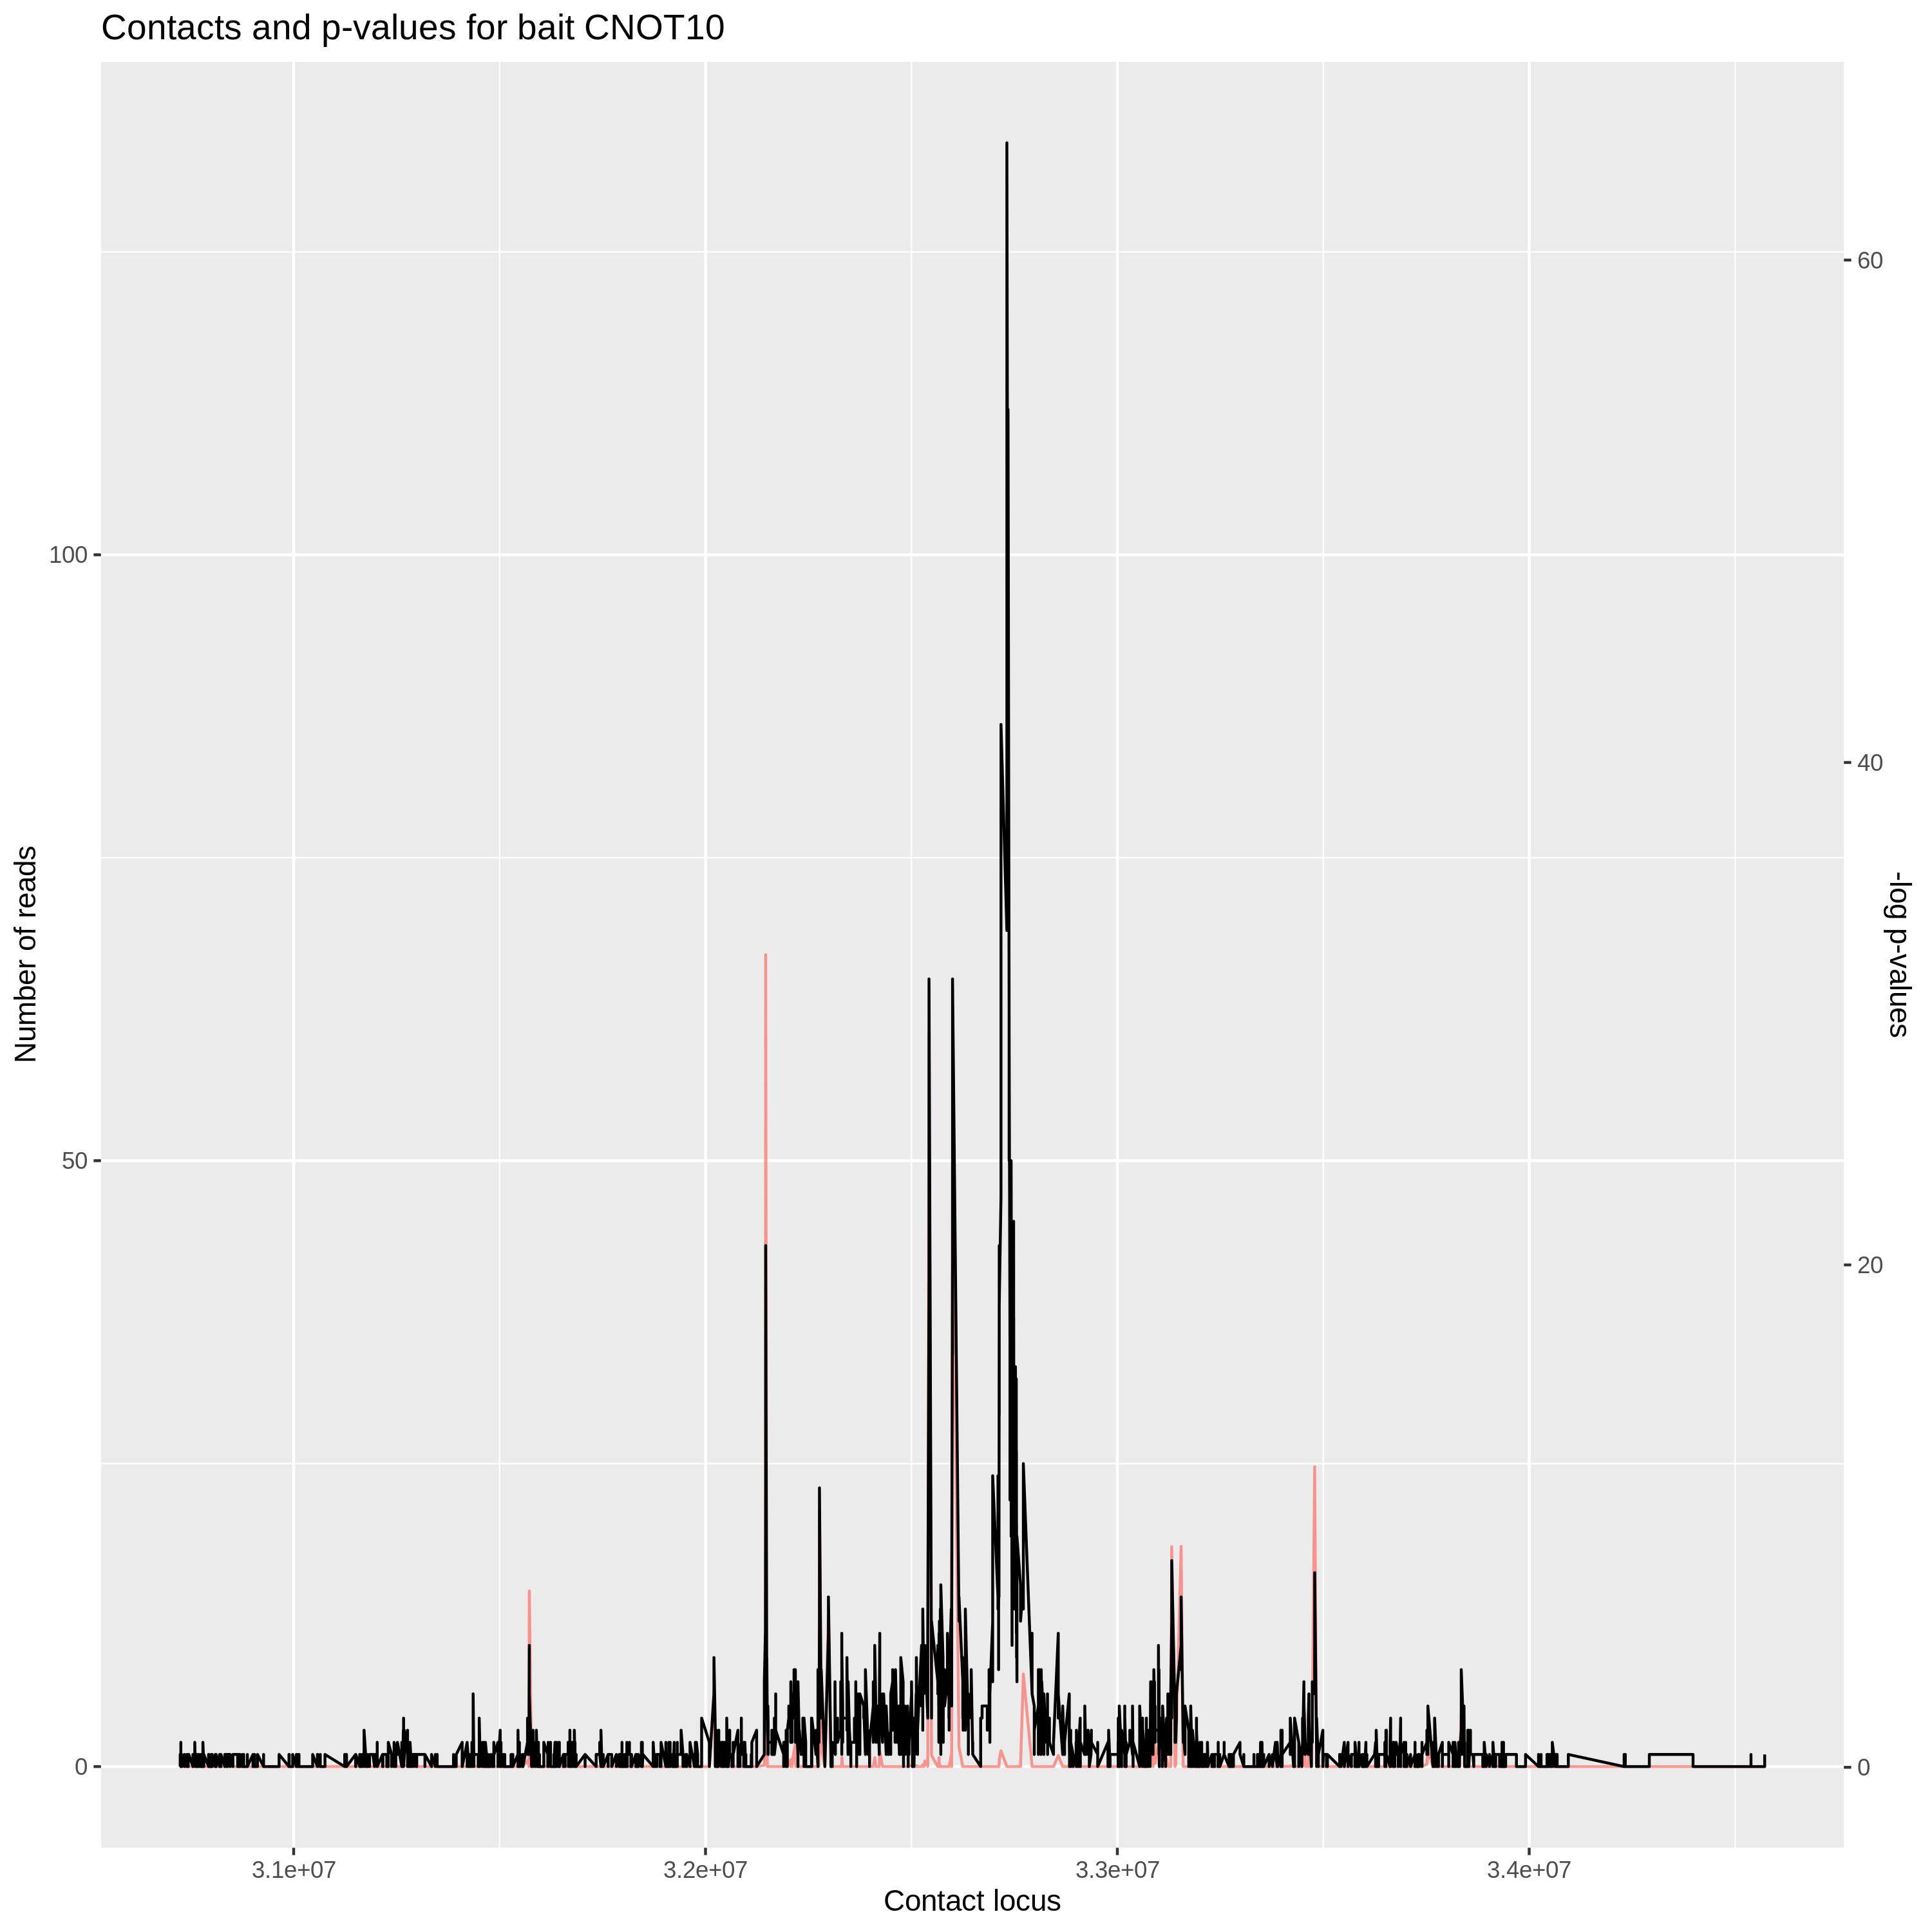 Contacts and p-values for bait CNOT10
Number of reads
100
50
0
60
40
20
0
-log p-values
3.1e+07
3.2e+07
3.3e+07
3.4e+07
Contact locus